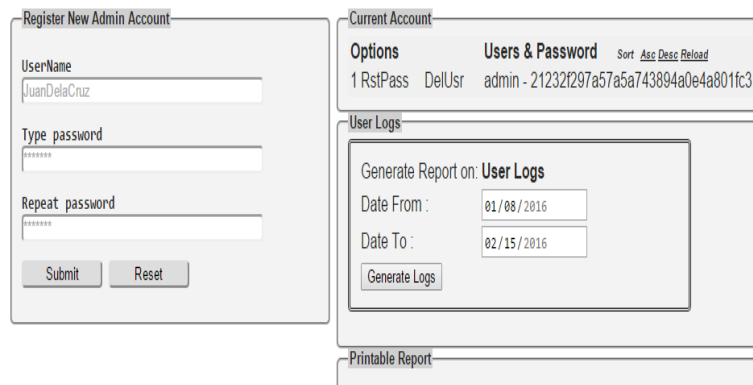 Register New Admin Account
UserName
JuanDelaCruz
Type password
*******
Repeat password
*******
Submit Reset
Current Account
Options Users & Password Sort Asc Desc Reload
1 RstPass DelUsr admin - 21232f297a57a5a743894a0e4a801fc3
User Logs
Generate Report on: User Logs
Date From : 01/08/2016
Date To : 02/15/2016
Generate Logs
Printable Report